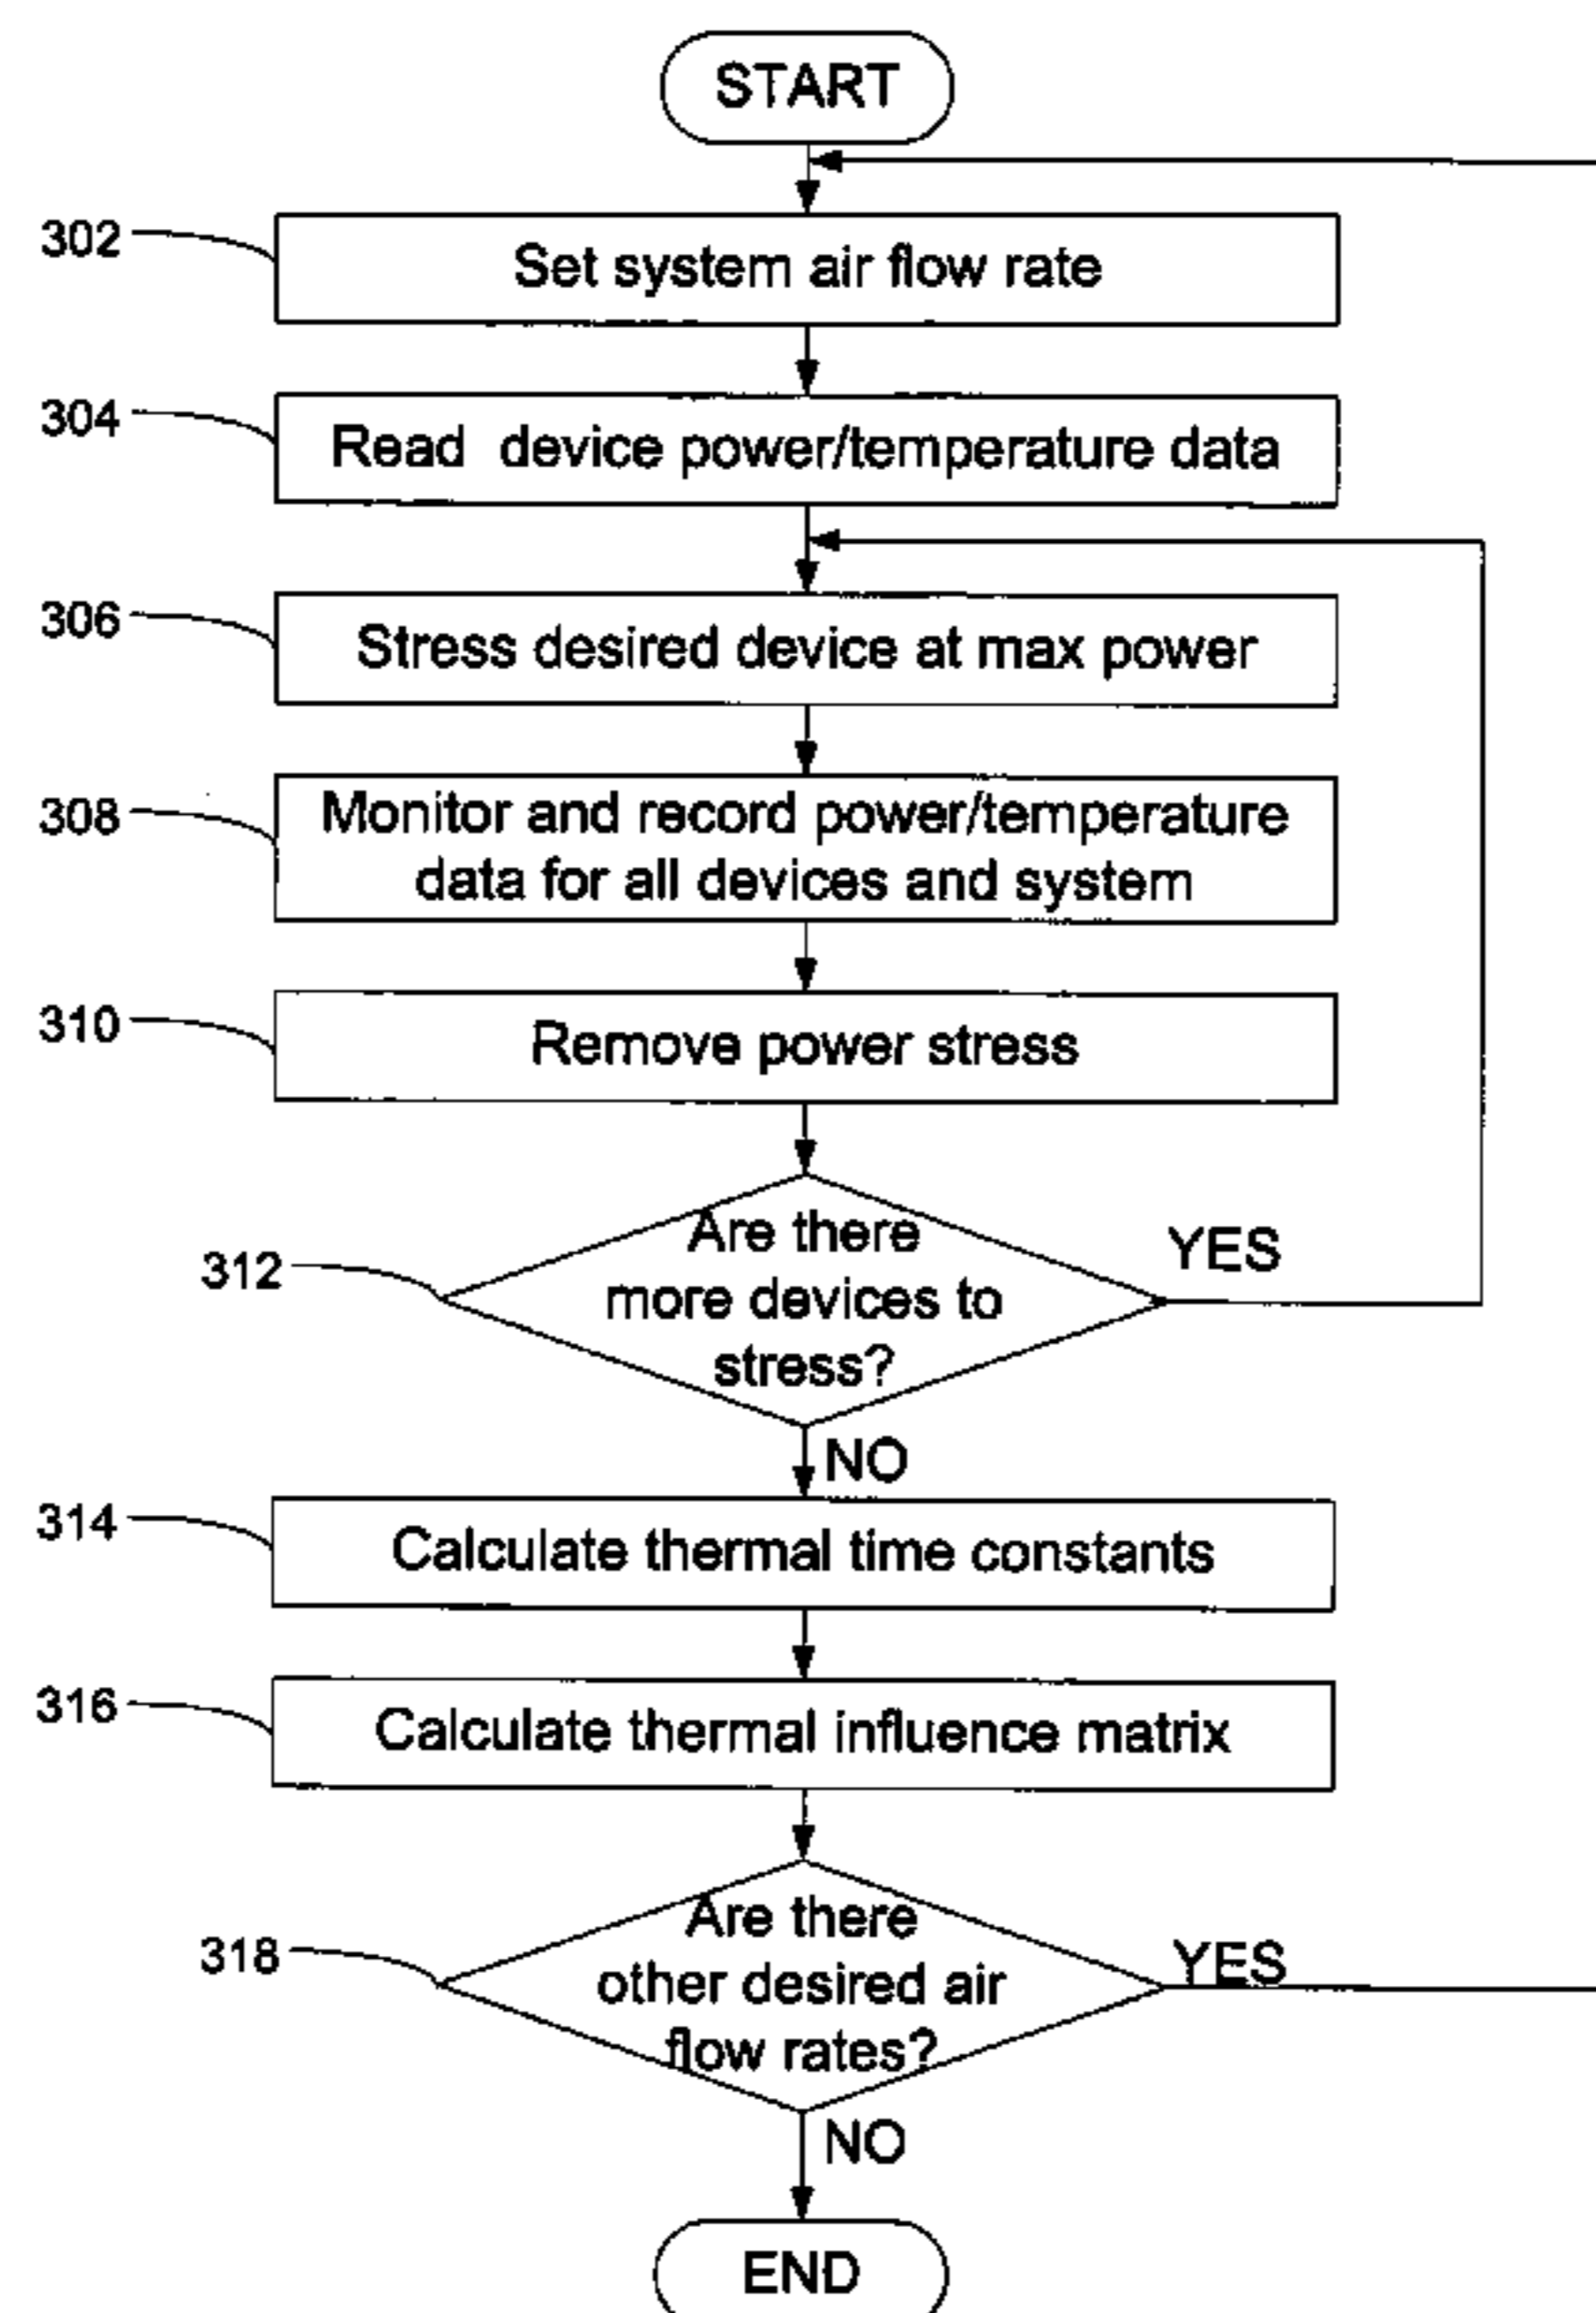 START
302
Set system air flow rate
304
Read device power/temperature data
306
Stress desired device at max power
308
Monitor and record power/temperature
data for all devices and system
310
Remove power stress
312
Are there
more devices to
stress?
YES
NO
314
Calculate thermal time constants
316
Calculate thermal influence matrix
318
Are there
other desired air
flow rates?
YES
NO
END